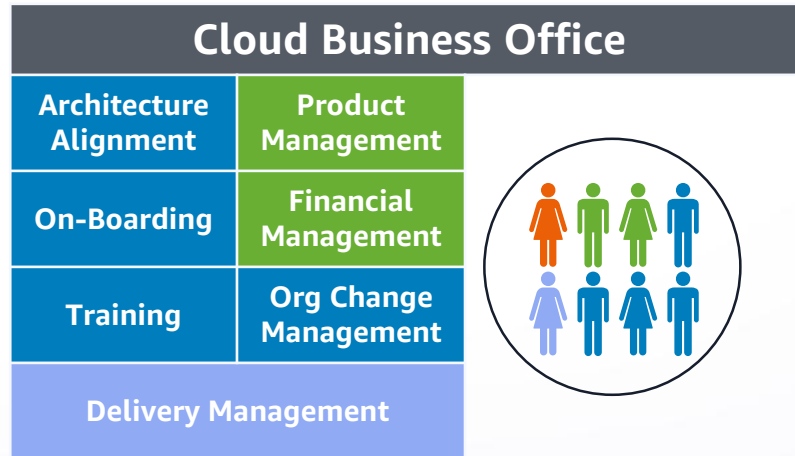 Cloud Business Office
Architecture
Alignment
Product
Management
On-Boarding
Financial
Management
Training
Org Change
Management
Delivery Management